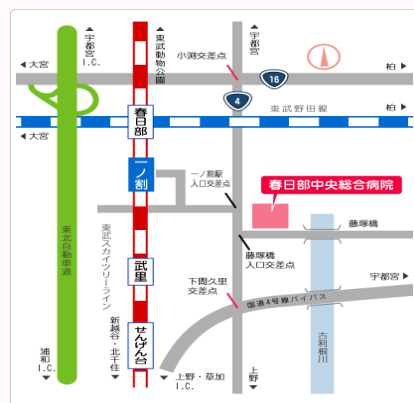 宇都宮I.C.
東武動物公園
宇都宮
大宮
小渕交差点
柏
16
4
東武野田線
大宮
柏
春日部
一ノ割
一ノ割駅
入口交差点
春日部中央総合病院
藤塚橋
藤塚橋
入口交差点
東北自動車道
東武スカイツリーライン
武里
下間久里
交差点
宇都宮
国道4号線バイパス
古利根川
せんげん台
新越谷・北千住
浦和I.C.
上野・草加I.C.
上野